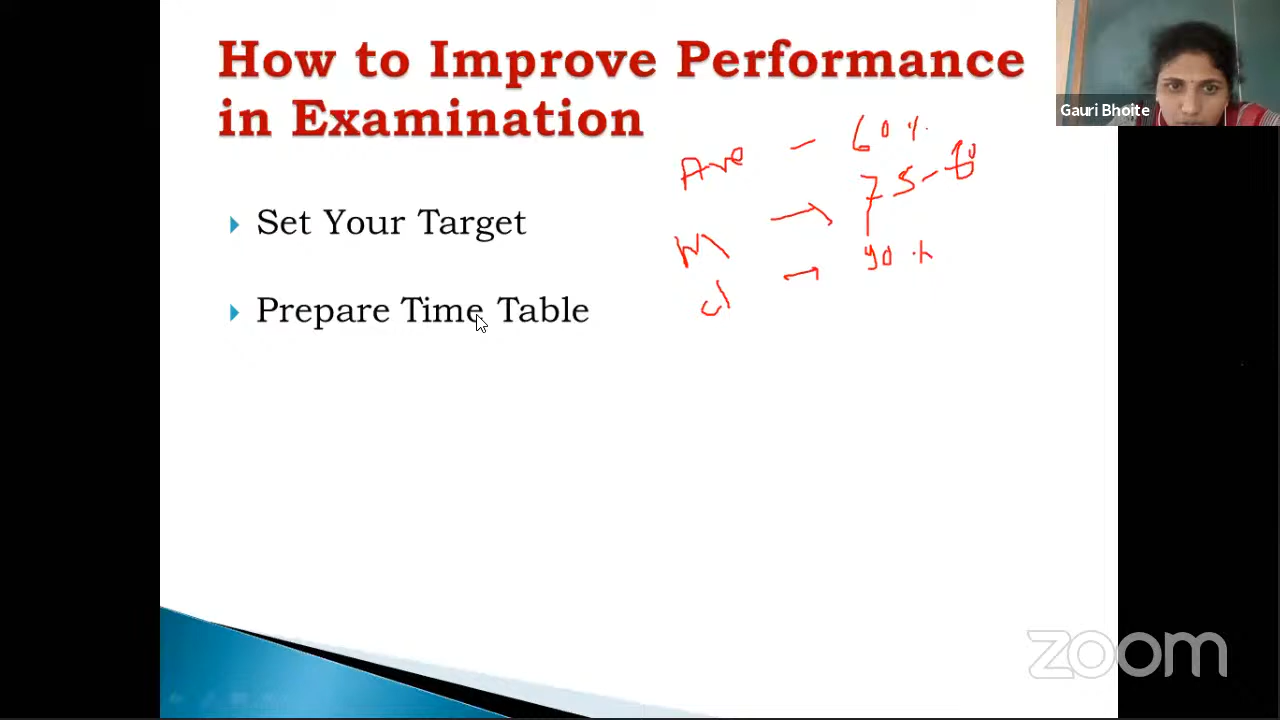 How to Improve Performance
in Examination
Gauri Bhoite
Ave - 60 %
Set Your Target
75 - 80
M →
→ 90 %
Prepare Time Table
zoom